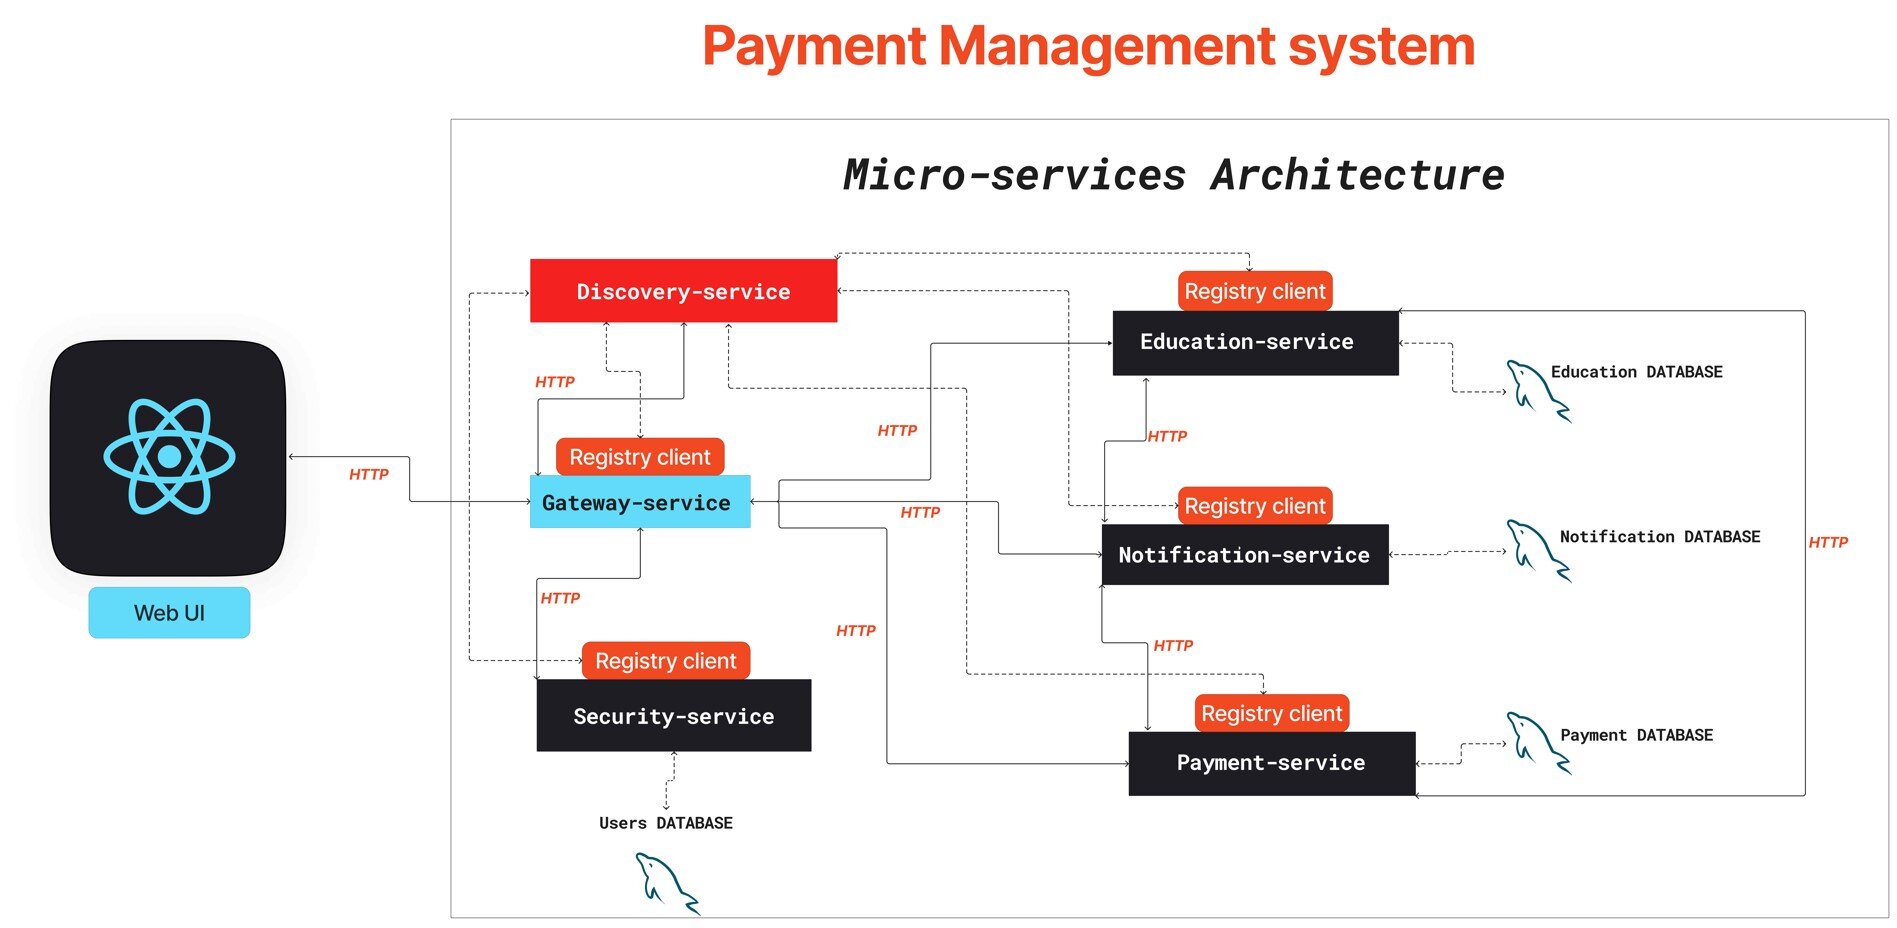 Payment Management system
Micro-services Architecture
Discovery-service
Registry client
Education-service
Education DATABASE
HTTP
HTTP
HTTP
Registry client
Gateway-service
HTTP
HTTP
Registry client
Notification-service
Notification DATABASE
HTTP
Web UI
HTTP
HTTP
HTTP
Registry client
Security-service
Registry client
Payment-service
Payment DATABASE
Users DATABASE